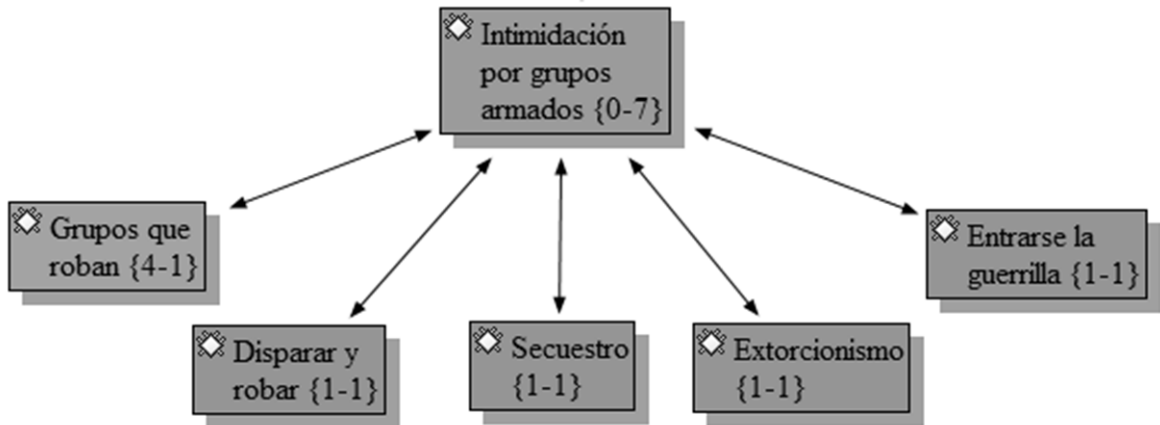 Intimidación
por grupos
armados {0-7}
Grupos que
roban {4-1}
Entrarse la
guerrilla {1-1}
Disparar y
robar {1-1}
Secuestro
{1-1}
Extorcionismo
{1-1}